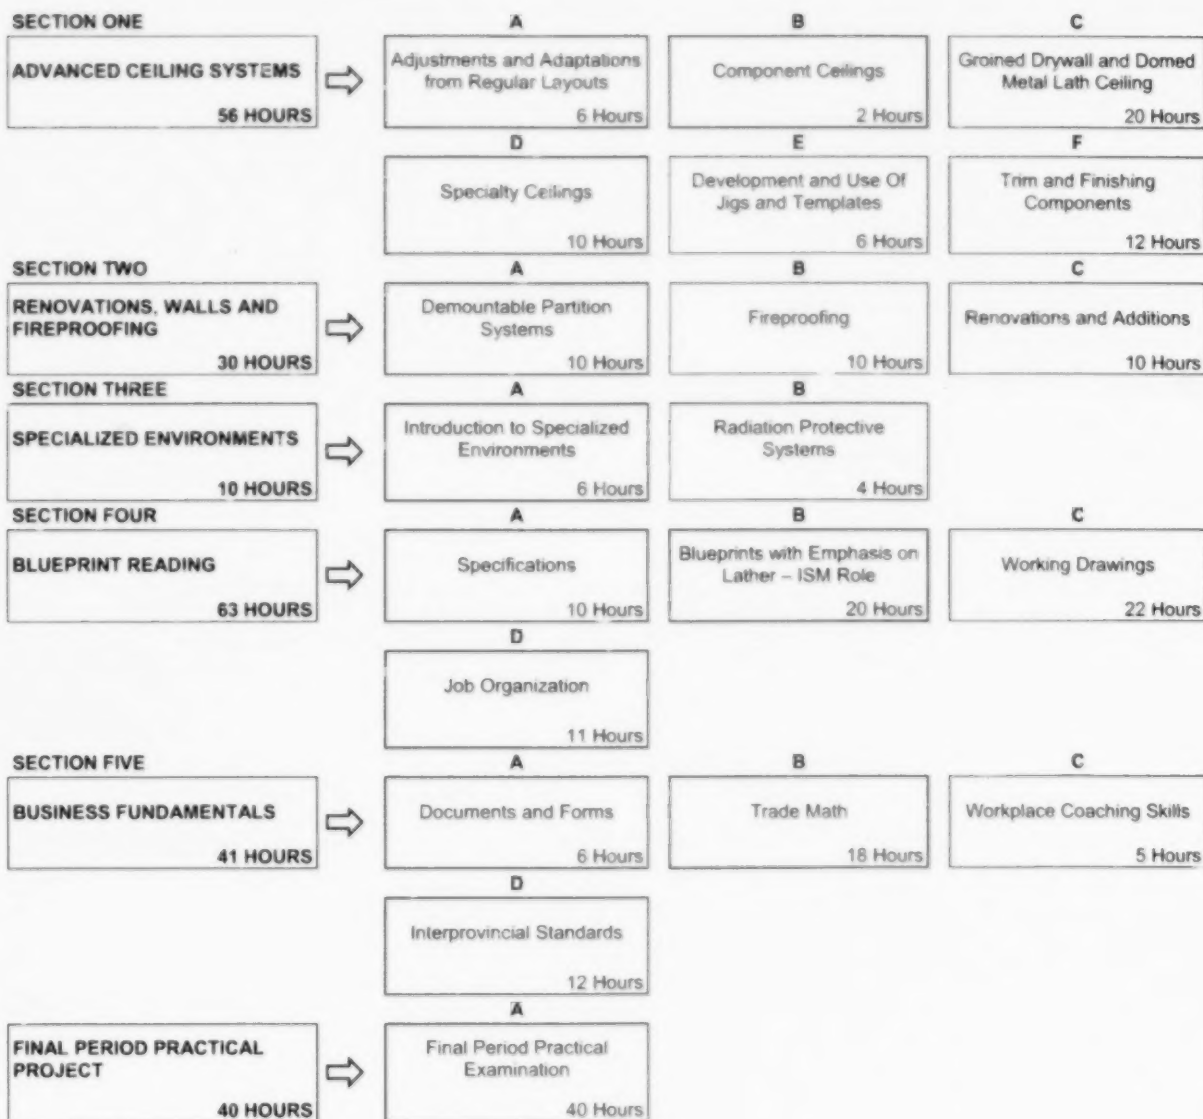 SECTION ONE
ADVANCED CEILING SYSTEMS
56 HOURS
A
Adjustments and Adaptations
from Regular Layouts
6 Hours
B
Component Ceilings
2 Hours
C
Groined Drywall and Domed
Metal Lath Ceiling
20 Hours
D
Specialty Ceilings
10 Hours
E
Development and Use Of
Jigs and Templates
6 Hours
F
Trim and Finishing
Components
12 Hours
SECTION TWO
RENOVATIONS, WALLS AND
FIREPROOFING
30 HOURS
A
Demountable Partition
Systems
10 Hours
B
Fireproofing
10 Hours
C
Renovations and Additions
10 Hours
SECTION THREE
SPECIALIZED ENVIRONMENTS
10 HOURS
A
Introduction to Specialized
Environments
6 Hours
B
Radiation Protective
Systems
4 Hours
SECTION FOUR
BLUEPRINT READING
63 HOURS
A
Specifications
10 Hours
B
Blueprints with Emphasis on
Lather – ISM Role
20 Hours
C
Working Drawings
22 Hours
D
Job Organization
11 Hours
SECTION FIVE
BUSINESS FUNDAMENTALS
41 HOURS
A
Documents and Forms
6 Hours
B
Trade Math
18 Hours
C
Workplace Coaching Skills
5 Hours
D
Interprovincial Standards
12 Hours
FINAL PERIOD PRACTICAL
PROJECT
40 HOURS
A
Final Period Practical
Examination
40 Hours